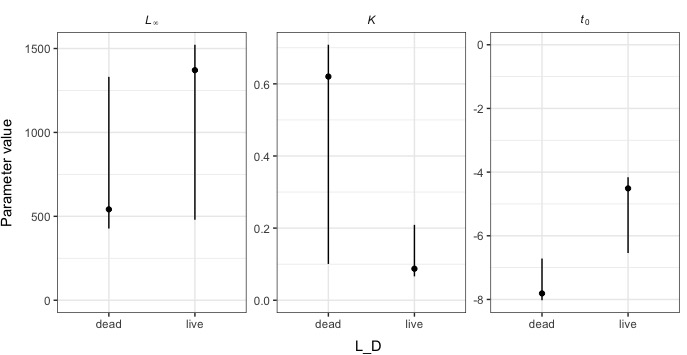 L∞
K
t0
Parameter value
1500
1000
500
0
0.6
0.4
0.2
0.0
0
-2
-4
-6
-8
dead live
dead live
dead live
L_D